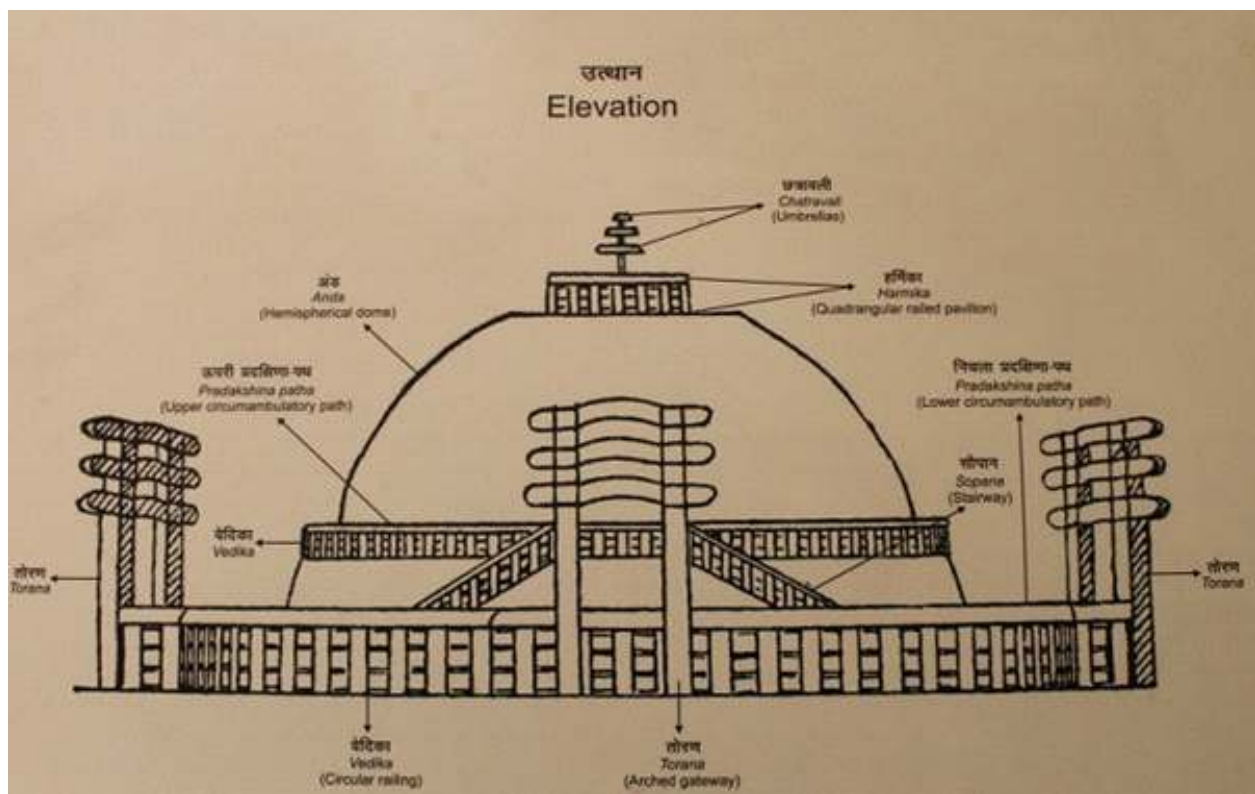 उत्थान
Elevation
छत्रावली
Chatravali
(Umbrellas)
अंड
Anda
(Hemispherical dome)
हर्मिका
Harmika
(Quadrangular railed pavilion)
ऊपरी प्रदक्षिणा-पथ
Pradakshina patha
(Upper circumambulatory path)
निचला प्रदक्षिणा-पथ
Pradakshina patha
(Lower circumambulatory path)
सोपान
Sopana
(Stairway)
वेदिका
Vedika
तोरण
Torana
तोरण
Torana
वेदिका
Vedika
(Circular railing)
तोरण
Torana
(Arched gateway)